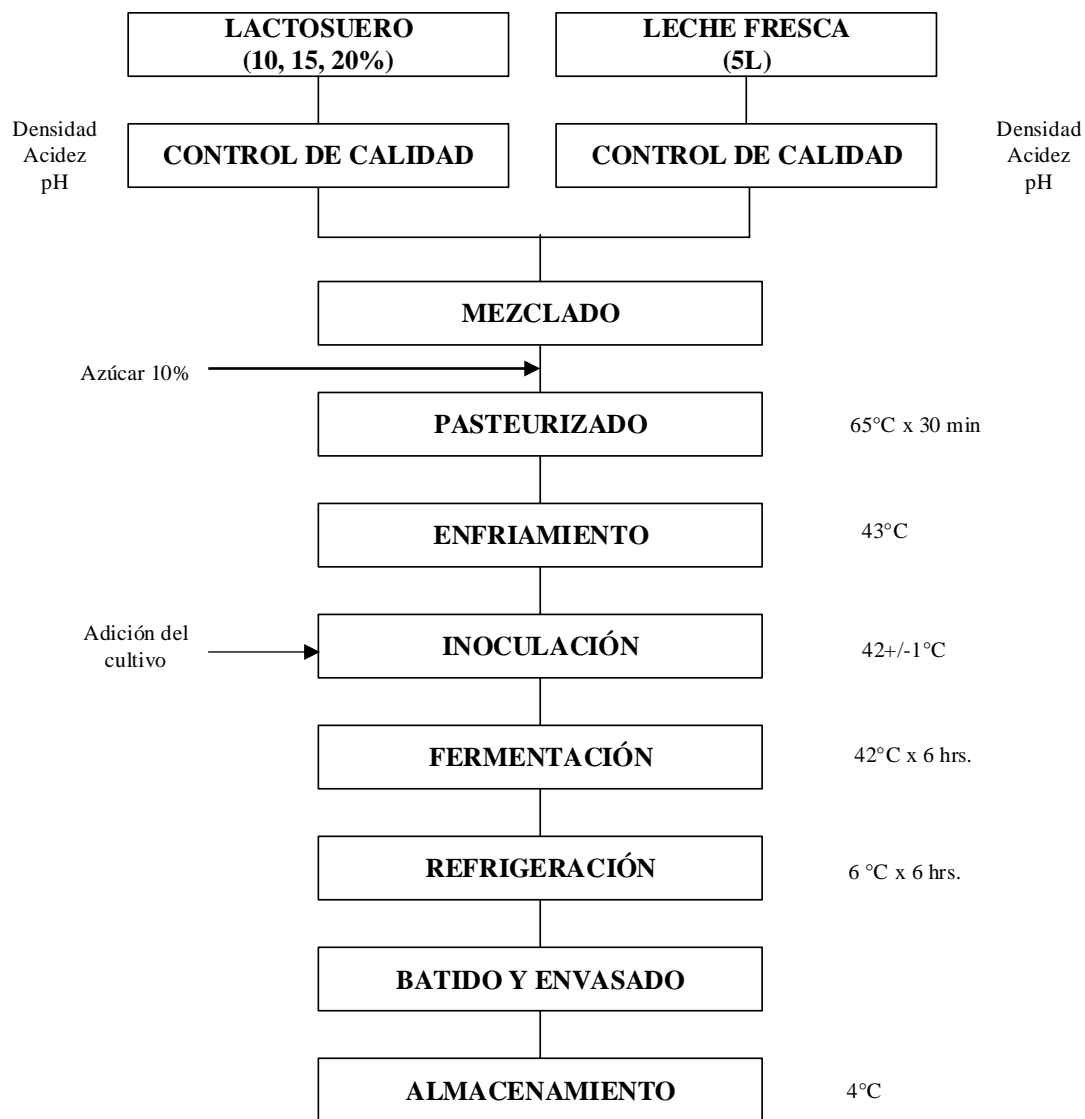 LACTOSUERO
(10, 15, 20%)
LECHE FRESCA
(5L)
Densidad
Acidez
pH
CONTROL DE CALIDAD
CONTROL DE CALIDAD
Densidad
Acidez
pH
MEZCLADO
Azúcar 10%
PASTEURIZADO
65°C x 30 min
ENFRIAMIENTO
43°C
Adición del
cultivo
INOCULACIÓN
42+/-1°C
FERMENTACIÓN
42°C x 6 hrs.
REFRIGERACIÓN
6 °C x 6 hrs.
BATIDO Y ENVASADO
ALMACENAMIENTO
4°C